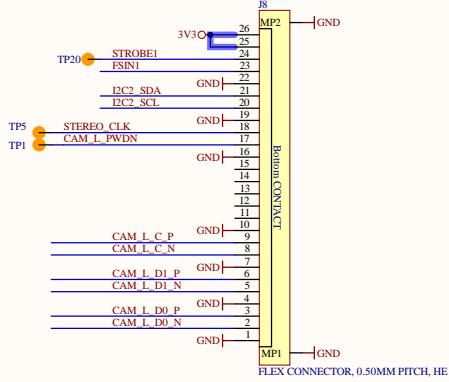 J8
MP2
GND
3V3
26
25
TP20
STROBE1
24
FSIN1
23
GND
22
I2C2_SDA
21
I2C2_SCL
20
GND
19
TP5
STEREO_CLK
18
TP1
CAM_L_PWDN
17
GND
16
15
14
13
12
11
Bottom CONTACT
GND
10
CAM_L_C_P
9
CAM_L_C_N
8
GND
7
CAM_L_D1_P
6
CAM_L_D1_N
5
GND
4
CAM_L_D0_P
3
CAM_L_D0_N
2
GND
1
MP1
GND
FLEX CONNECTOR, 0.50MM PITCH, HE